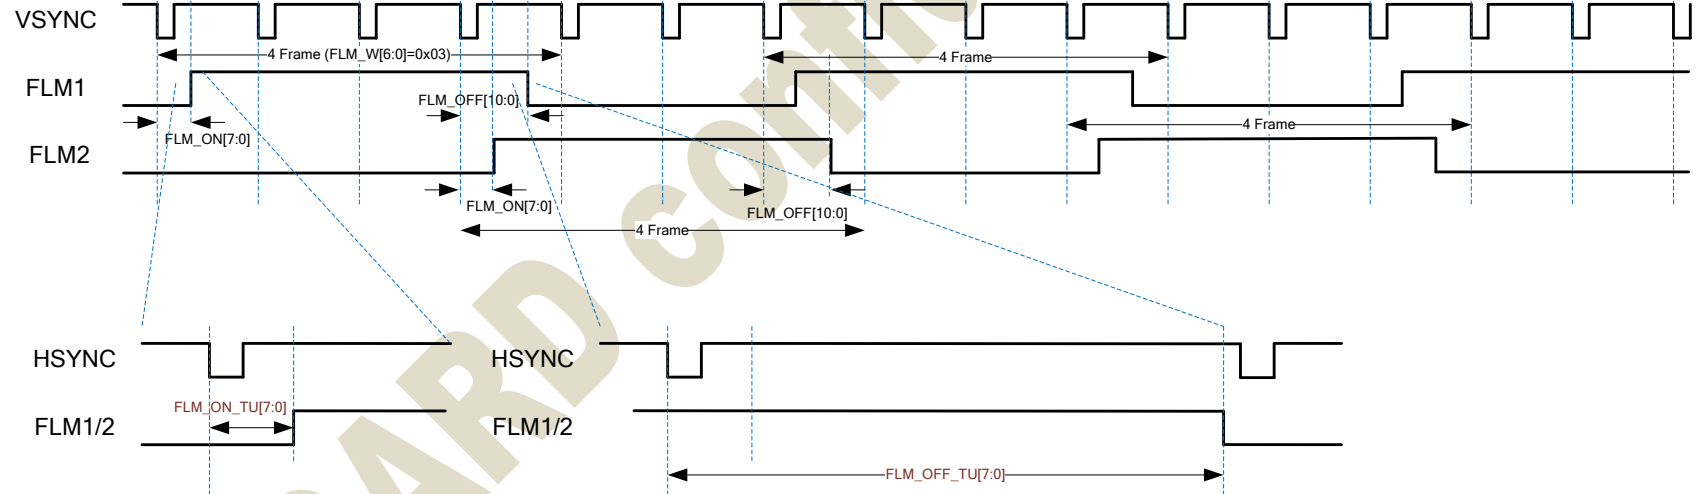 VSYNC
4 Frame (FLM_W[6:0]=0x03)
4 Frame
FLM1
FLM_OFF[10:0]
4 Frame
FLM_ON[7:0]
FLM2
FLM_ON[7:0]
FLM_OFF[10:0]
4 Frame
HSYNC
HSYNC
FLM_ON_TU[7:0]
FLM1/2
FLM1/2
FLM_OFF_TU[7:0]